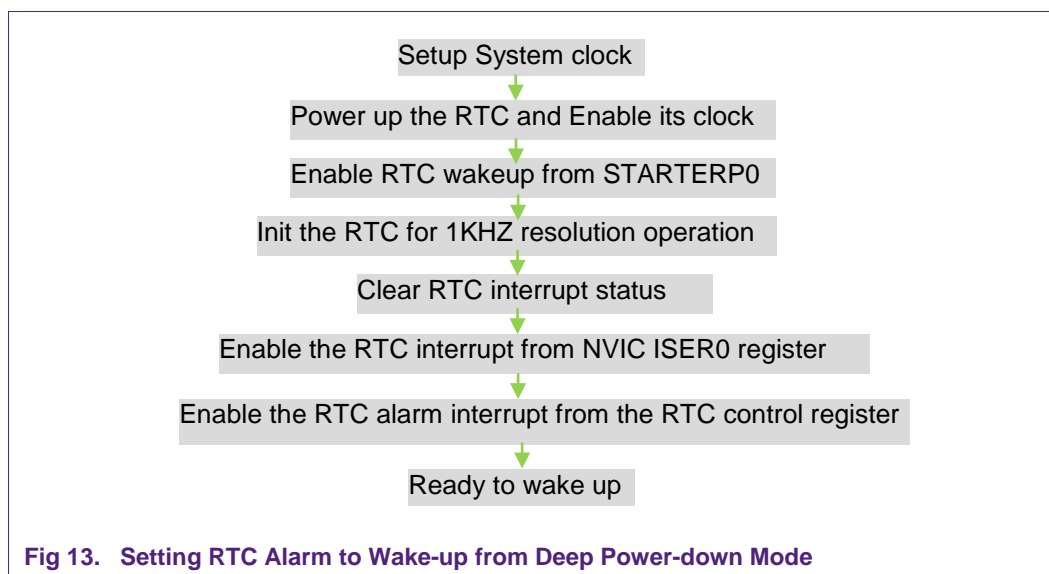 Setup System clock
Power up the RTC and Enable its clock
Enable RTC wakeup from STARTERP0
Init the RTC for 1KHZ resolution operation
Clear RTC interrupt status
Enable the RTC interrupt from NVIC ISER0 register
Enable the RTC alarm interrupt from the RTC control register
Ready to wake up
Fig 13. Setting RTC Alarm to Wake-up from Deep Power-down Mode